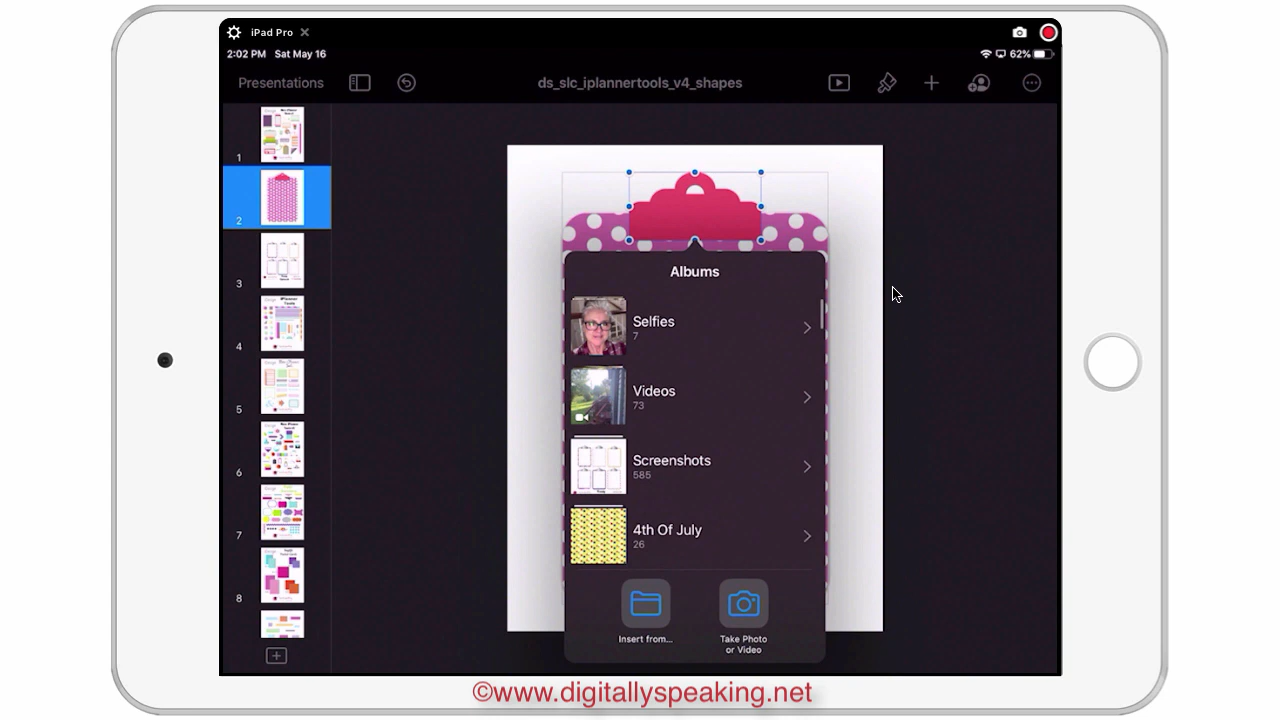 iPad Pro
2:02 PM Sat May 16
62%
Presentations
ds_slc_iplannertools_v4_shapes
1
2
3
4
5
6
7
8
Albums
Selfies
7
Videos
73
Screenshots
585
4th Of July
26
Insert from...
Take Photo
or Video
©www.digitallyspeaking.net